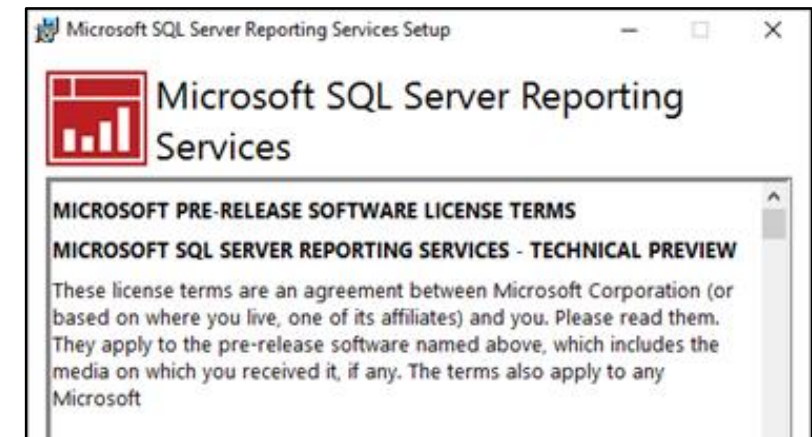 Microsoft SQL Server Reporting Services Setup
Microsoft SQL Server Reporting
Services
MICROSOFT PRE-RELEASE SOFTWARE LICENSE TERMS
MICROSOFT SQL SERVER REPORTING SERVICES - TECHNICAL PREVIEW
These license terms are an agreement between Microsoft Corporation (or
based on where you live, one of its affiliates) and you. Please read them.
They apply to the pre-release software named above, which includes the
media on which you received it, if any. The terms also apply to any
Microsoft